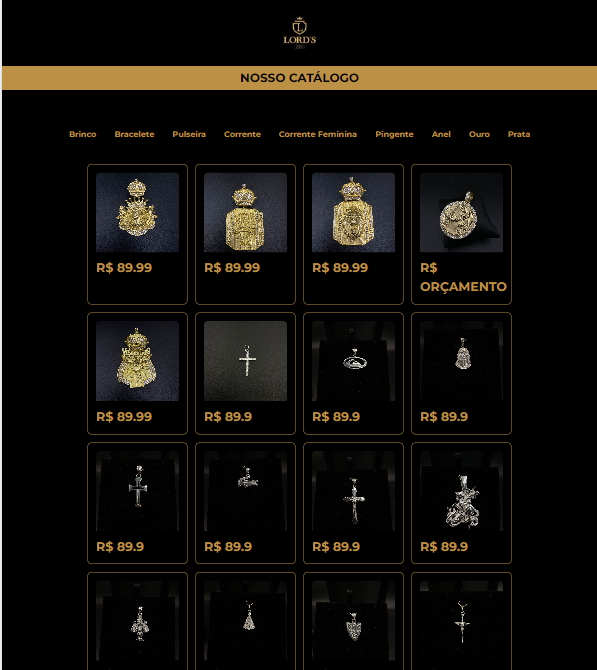 LORD'S
NOSSO CATÁLOGO
Brinco Bracelete Pulseira Corrente Corrente Feminina Pingente Anel Ouro Prata
R$ 89.99 R$ 89.99 R$ 89.99 R$
ORÇAMENTO
R$ 89.99 R$ 89.9 R$ 89.9 R$ 89.9
R$ 89.9 R$ 89.9 R$ 89.9 R$ 89.9